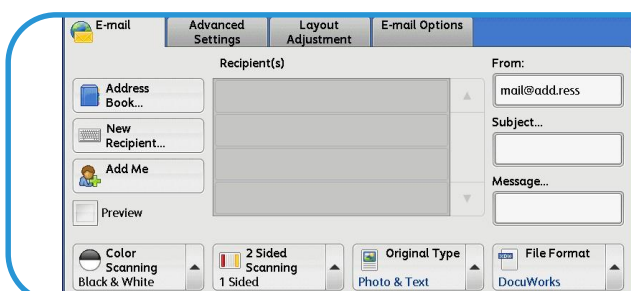 E-mail
Advanced
Settings
Layout
Adjustment
E-mail Options
Recipient(s)
From:
Address
Book...
mail@add.ress
New
Recipient...
Subject...
Add Me
Message...
Preview
Color
Scanning
Black & White
2 Sided
Scanning
1 Sided
Original Type
Photo & Text
File Format
DocuWorks